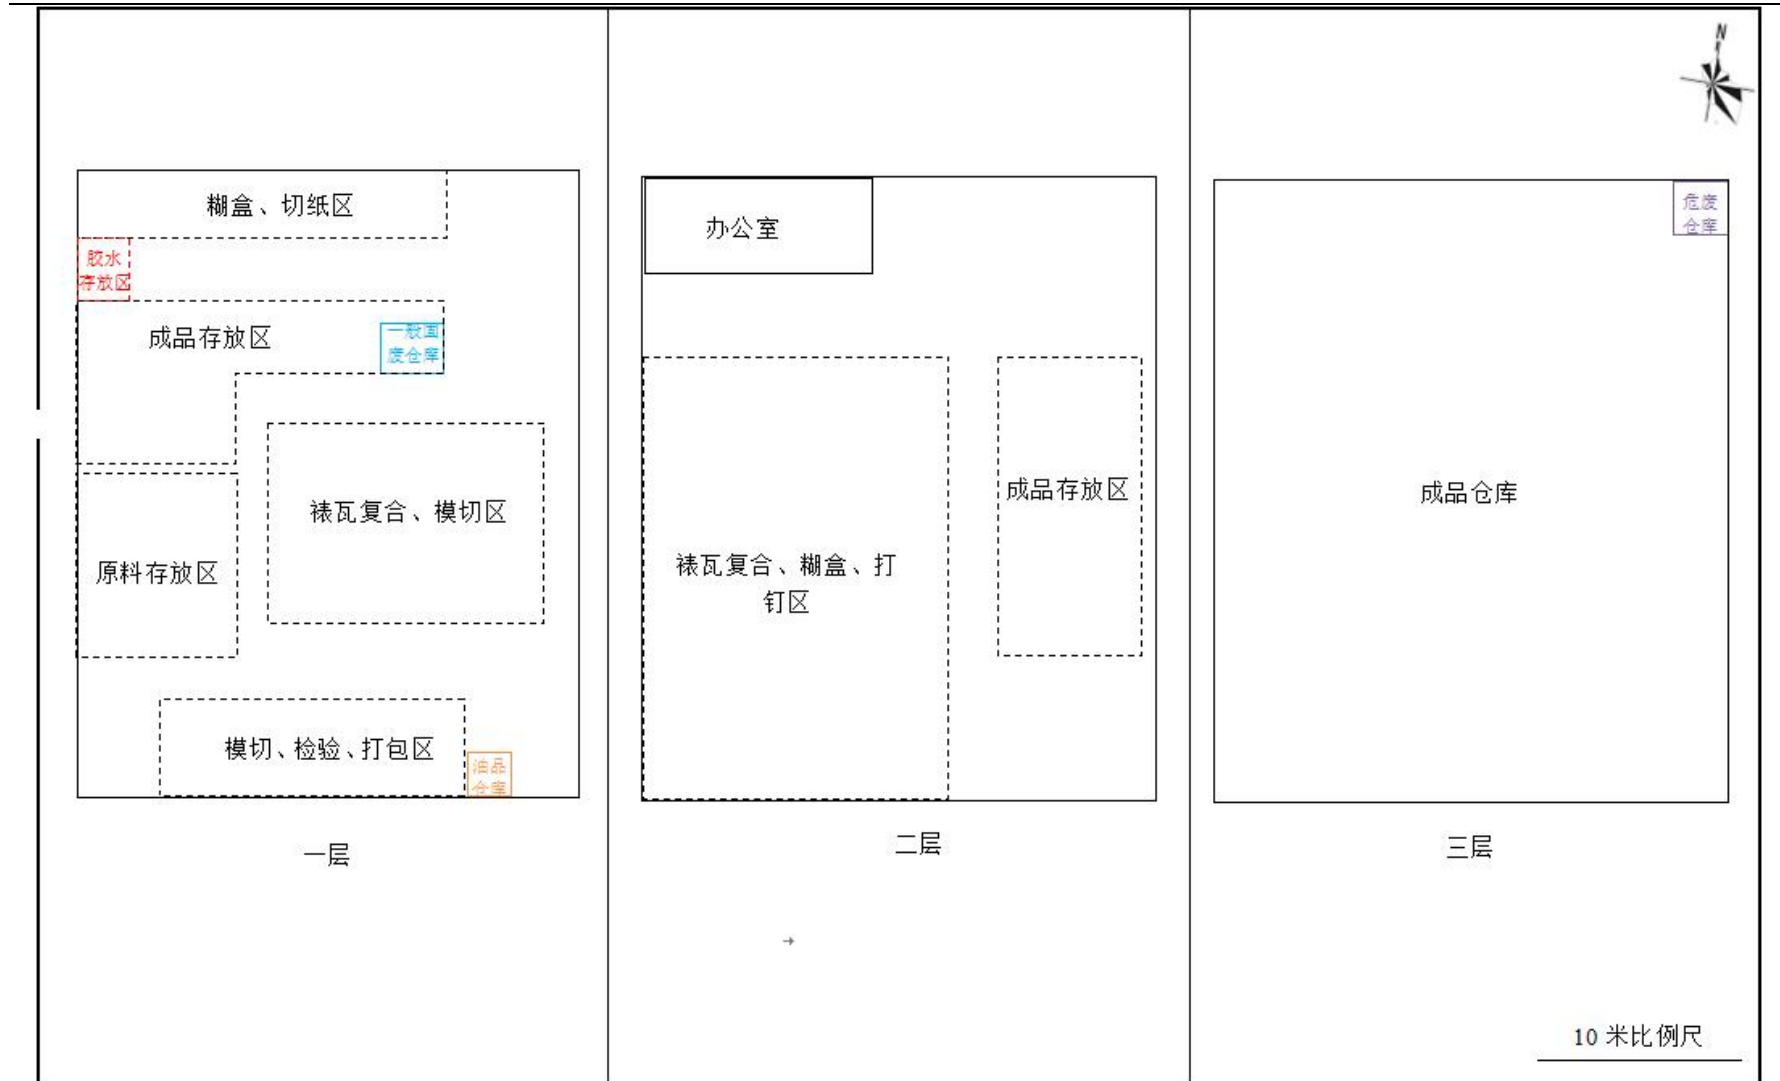 N
糊盒、切纸区
胶水
存放区
成品存放区
一般固
废仓库
裱瓦复合、模切区
原料存放区
模切、检验、打包区
油品
仓库
一层
办公室
裱瓦复合、糊盒、打
钉区
成品存放区
二层
危废
仓库
成品仓库
三层
10 米比例尺